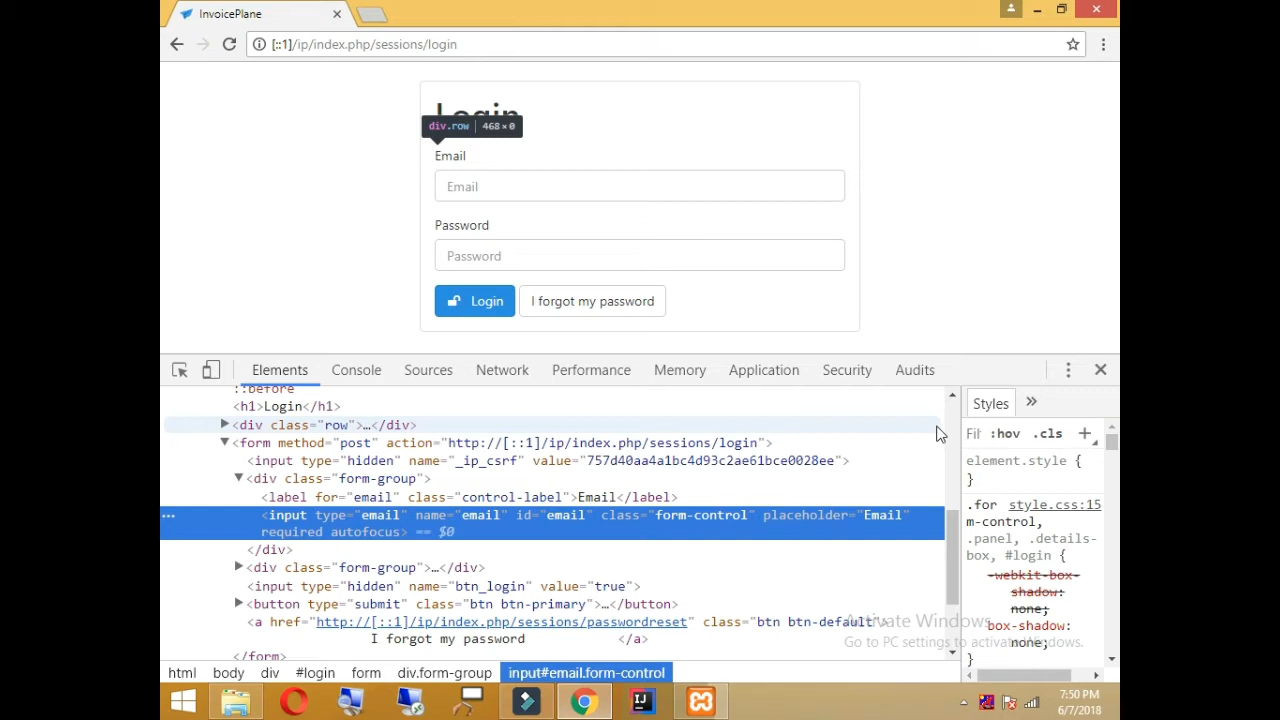 InvoicePlane
[::1]/ip/index.php/sessions/login
Login
div.row | 468×0
Email
Email
Password
Password
Login
I forgot my password
Elements Console Sources Network Performance Memory Application Security Audits
::before
<h1>Login</h1>
<div class="row">…</div>
<form method="post" action="http://[::1]/ip/index.php/sessions/login">
<input type="hidden" name="_ip_csrf" value="757d40aa4a1bc4d93c2ae61bce0028ee">
<div class="form-group">
<label for="email" class="control-label">Email</label>
<input type="email" name="email" id="email" class="form-control" placeholder="Email"
required autofocus> == $0
</div>
<div class="form-group">…</div>
<input type="hidden" name="btn_login" value="true">
<button type="submit" class="btn btn-primary">…</button>
<a href="http://[::1]/ip/index.php/sessions/passwordreset" class="btn btn-default">
I forgot my password </a>
</form>
html body div #login form div.form-group input#email.form-control
Styles »
Fil :hov .cls +
element.style {
}
.for style.css:15
m-control,
.panel, .details-
box, #login {
-webkit-box-
shadow:
none;
box-shadow:
none;
}
Activate Windows
Go to PC settings to activate Windows.
7:50 PM
6/7/2018